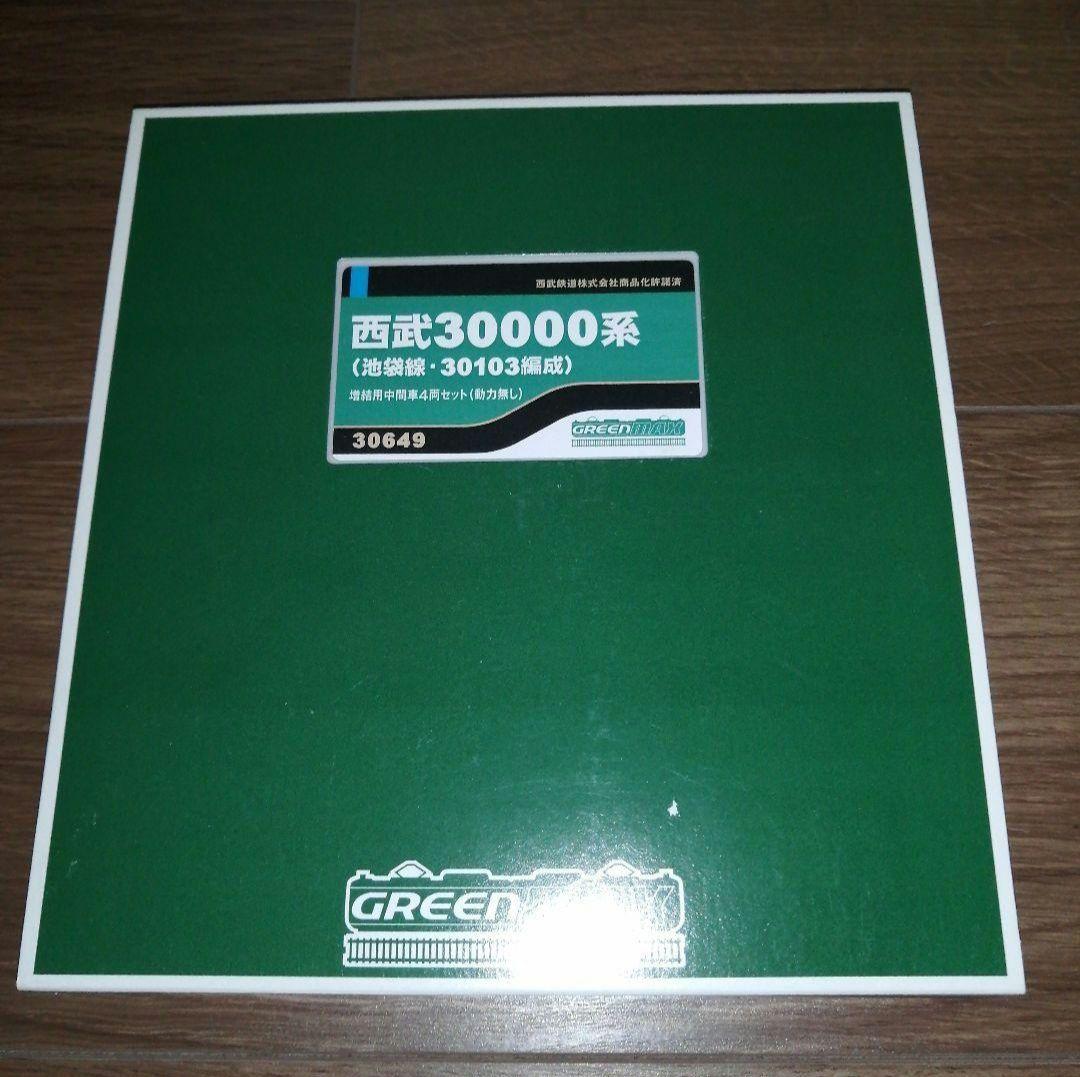 西武鉄道株式会社商品化許諾済
西武30000系
(池袋線・30103編成)
増結用中間車4両セット(動力無し)
30649
GREENMAX
GREENMAX